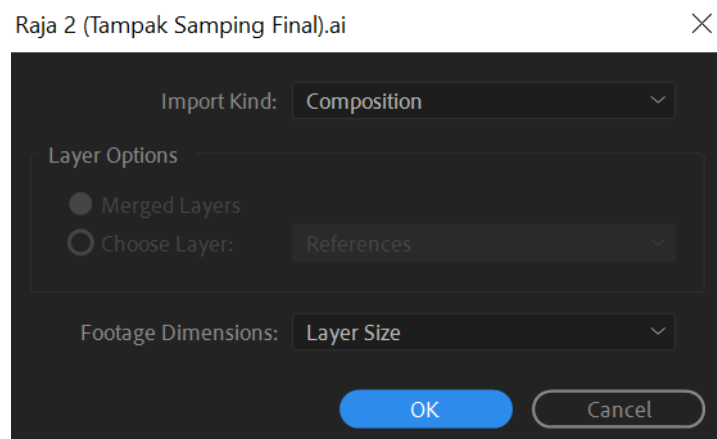 Raja 2 (Tampak Samping Final).ai
Import Kind: Composition
Layer Options
Merged Layers
Choose Layer: References
Footage Dimensions: Layer Size
OK Cancel